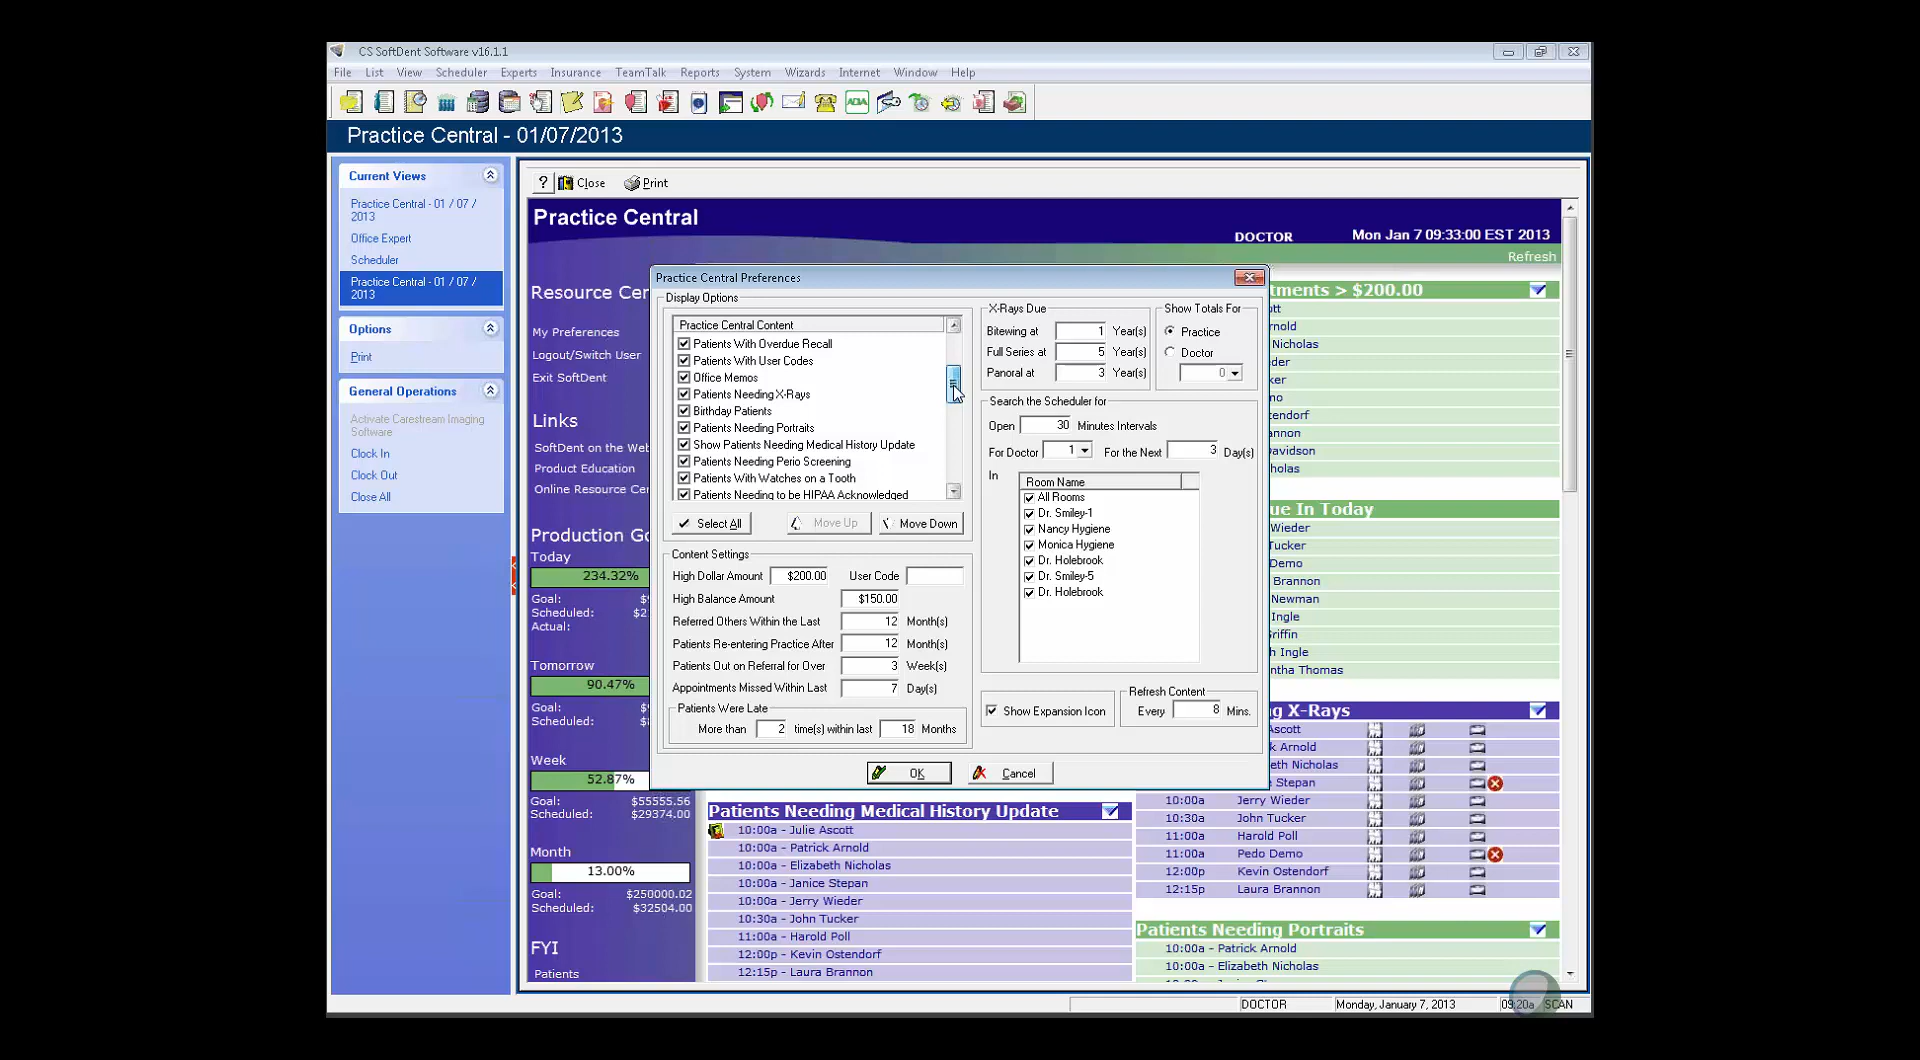 CS SoftDent Software v16.1.1
File List View Scheduler Experts Insurance TeamTalk Reports System Wizards Internet Window Help
ADA
Practice Central - 01/07/2013
Current Views
Practice Central - 01 / 07 /
2013
Office Expert
Scheduler
Practice Central - 01 / 07 /
2013
Options
Print
General Operations
Activate Carestream Imaging
Software
Clock In
Clock Out
Close All
? Close Print
Practice Central
DOCTOR Mon Jan 7 09:33:00 EST 2013
Refresh
Resource Cen
My Preferences
Logout/Switch User
Exit SoftDent
Links
SoftDent on the Web
Product Education
Online Resource Cen
Production Go
Today
234.32%
Goal:
Scheduled:
Actual:
Tomorrow
90.47%
Goal:
Scheduled:
Week
52.87%
Goal: $55555.56
Scheduled: $29374.00
Month
13.00%
Goal: $250000.02
Scheduled: $32504.00
FYI
Patients
Practice Central Preferences
Display Options
Practice Central Content
Patients With Overdue Recall
Patients With User Codes
Office Memos
Patients Needing X-Rays
Birthday Patients
Patients Needing Portraits
Show Patients Needing Medical History Update
Patients Needing Perio Screening
Patients With Watches on a Tooth
Patients Needing to be HIPAA Acknowledged
Select All Move Up Move Down
Content Settings
High Dollar Amount $200.00 User Code
High Balance Amount $150.00
Referred Others Within the Last 12 Month(s)
Patients Re-entering Practice After 12 Month(s)
Patients Out on Referral for Over 3 Week(s)
Appointments Missed Within Last 7 Day(s)
Patients Were Late
More than 2 time(s) within last 18 Months
X-Rays Due
Bitewing at 1 Year(s)
Full Series at 5 Year(s)
Panoral at 3 Year(s)
Show Totals For
Practice
Doctor
0
Search the Scheduler for
Open 30 Minutes Intervals
For Doctor 1 For the Next 3 Day(s)
In
Room Name
All Rooms
Dr. Smiley-1
Nancy Hygiene
Monica Hygiene
Dr. Holebrook
Dr. Smiley-5
Dr. Holebrook
Show Expansion Icon
Refresh Content
Every 8 Mins.
OK Cancel
tments > $200.00
ott
rnold
Nicholas
eder
ker
no
tendorf
annon
Davidson
holas
ue In Today
Wieder
Tucker
Demo
Brannon
Newman
Ingle
riffin
h Ingle
ntha Thomas
g X-Rays
Ascott
k Arnold
beth Nicholas
e Stepan
10:00a Jerry Wieder
10:30a John Tucker
11:00a Harold Poll
11:00a Pedo Demo
12:00p Kevin Ostendorf
12:15p Laura Brannon
Patients Needing Medical History Update
10:00a - Julie Ascott
10:00a - Patrick Arnold
10:00a - Elizabeth Nicholas
10:00a - Janice Stepan
10:00a - Jerry Wieder
10:30a - John Tucker
11:00a - Harold Poll
12:00p - Kevin Ostendorf
12:15p - Laura Brannon
Patients Needing Portraits
10:00a - Patrick Arnold
10:00a - Elizabeth Nicholas
DOCTOR Monday, January 7, 2013 09:20a SCAN